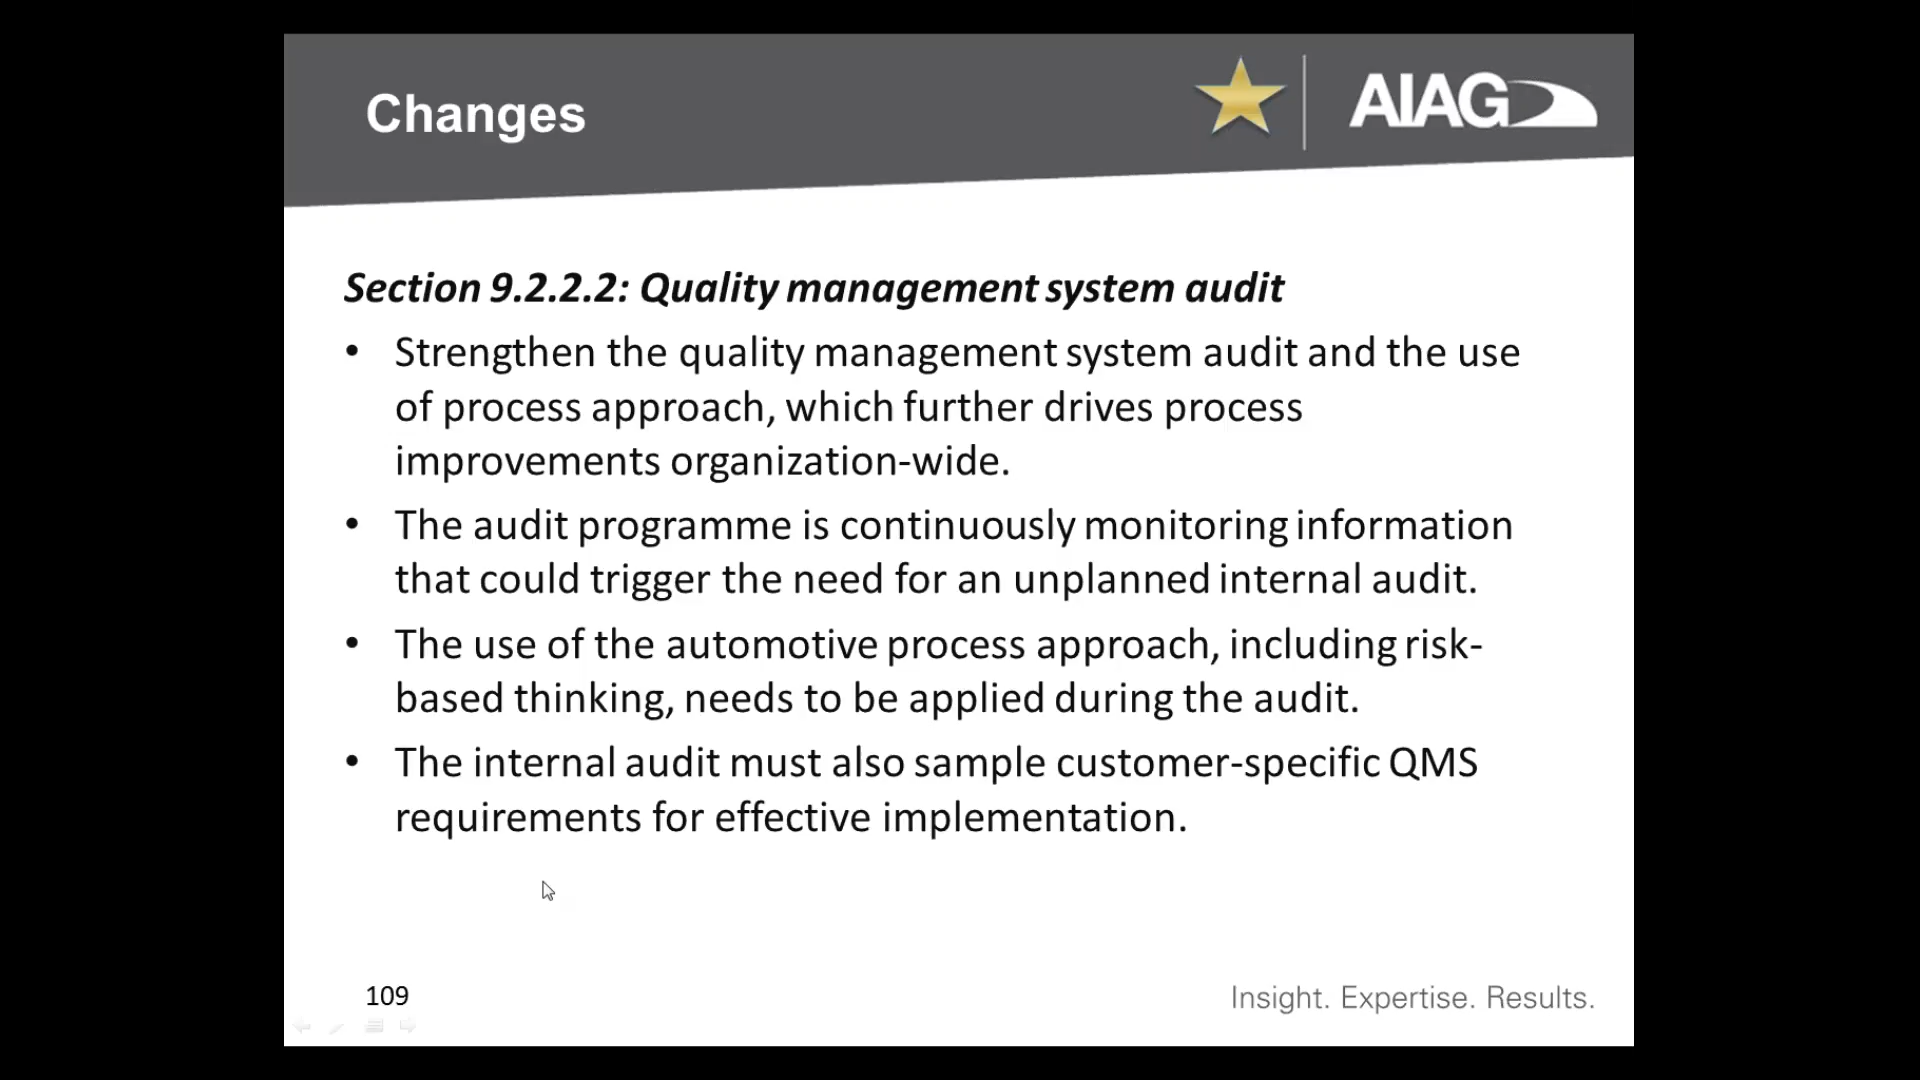 Changes
AIAG
Section 9.2.2.2: Quality management system audit
• Strengthen the quality management system audit and the use
of process approach, which further drives process
improvements organization-wide.
• The audit programme is continuously monitoring information
that could trigger the need for an unplanned internal audit.
• The use of the automotive process approach, including risk-
based thinking, needs to be applied during the audit.
• The internal audit must also sample customer-specific QMS
requirements for effective implementation.
109
Insight. Expertise. Results.